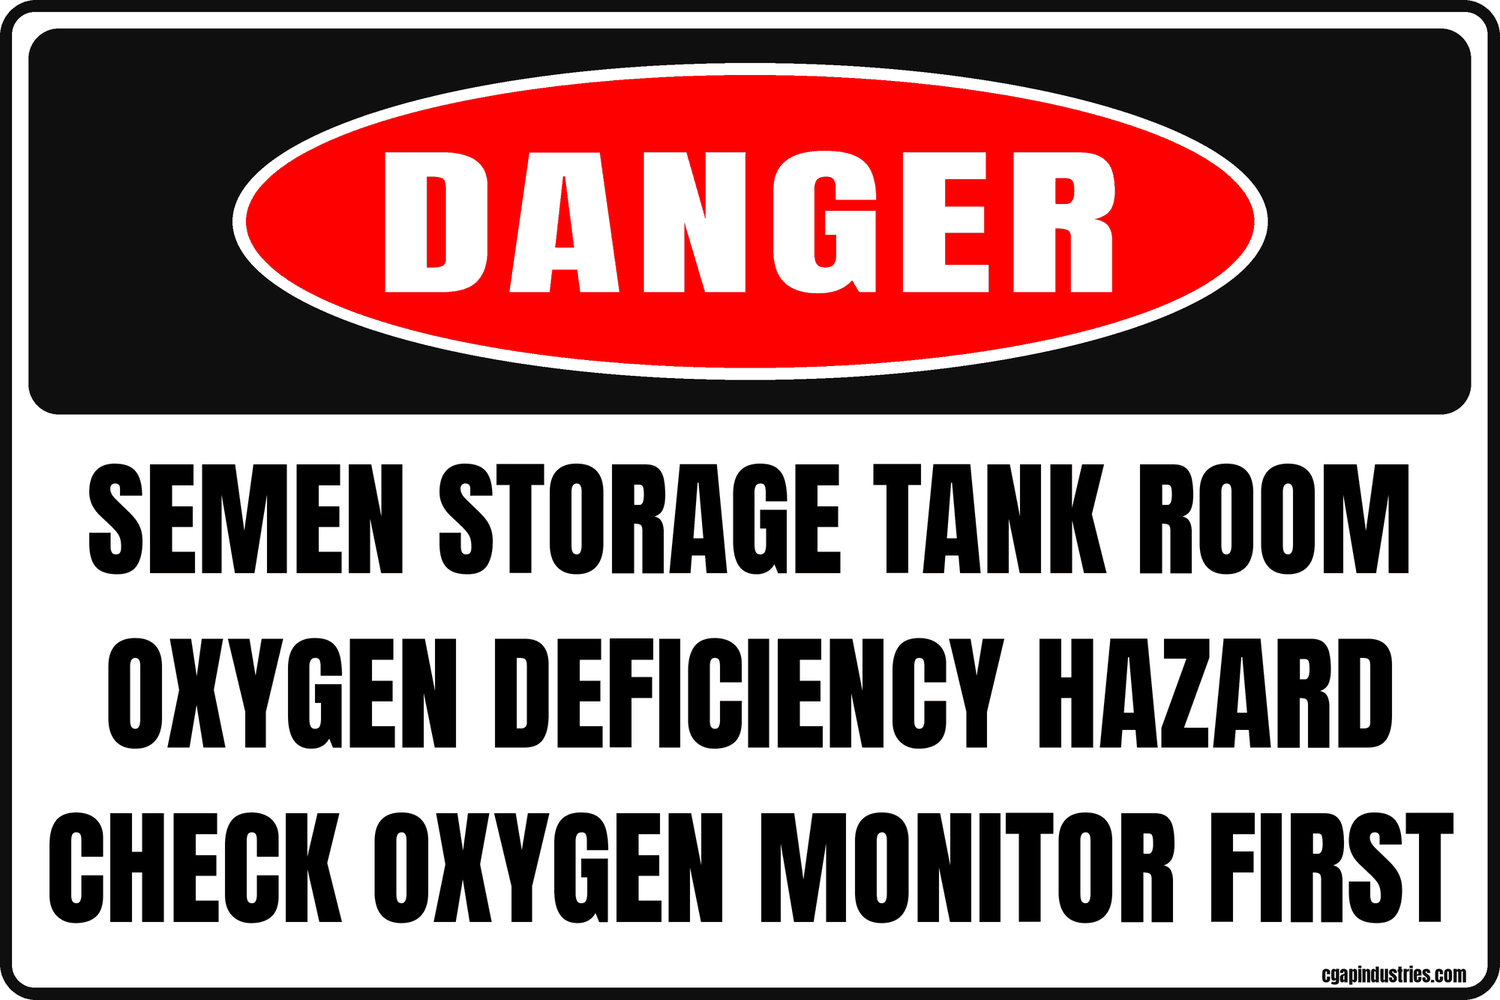 DANGER
SEMEN STORAGE TANK ROOM
OXYGEN DEFICIENCY HAZARD
CHECK OXYGEN MONITOR FIRST
cgapindustries.com